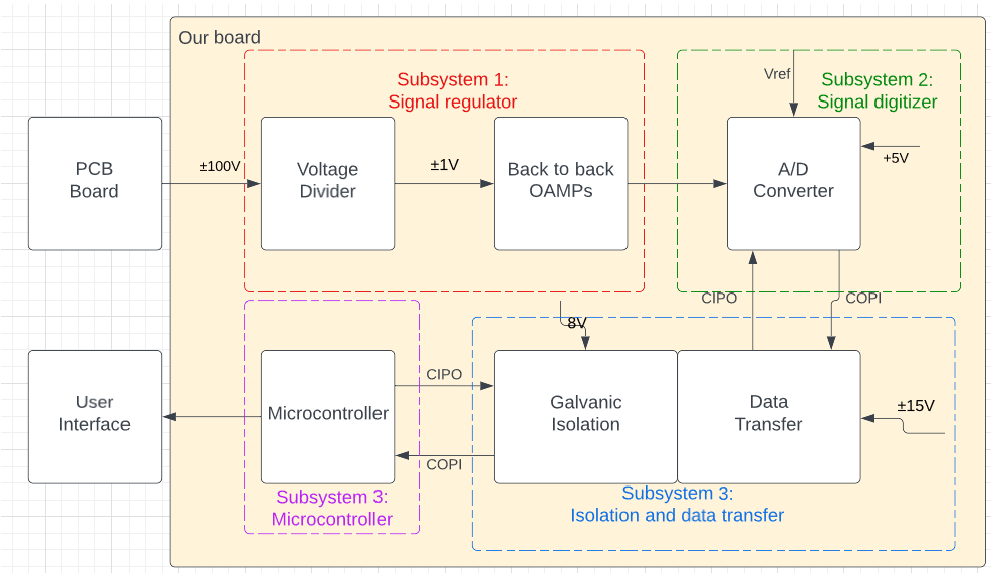 Our board
Subsystem 1:
Signal regulator
Subsystem 2:
Signal digitizer
Vref
+5V
PCB
Board
±100V
Voltage
Divider
±1V
Back to back
OAMPs
A/D
Converter
CIPO
COPI
8V
User
Interface
Microcontroller
CIPO
COPI
Galvanic
Isolation
Data
Transfer
±15V
Subsystem 3:
Microcontroller
Subsystem 3:
Isolation and data transfer